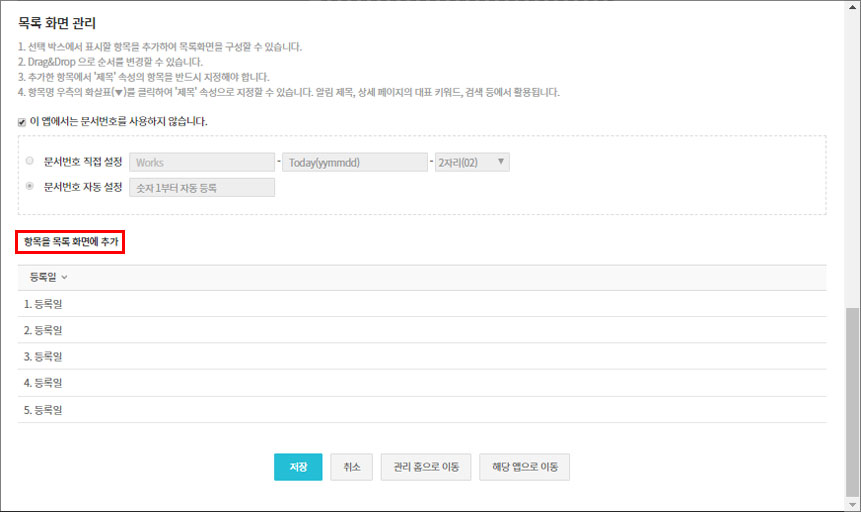 목록 화면 관리
1. 선택 박스에서 표시할 항목을 추가하여 목록화면을 구성할 수 있습니다.
2. Drag&Drop 으로 순서를 변경할 수 있습니다.
3. 추가한 항목에서 '제목' 속성의 항목을 반드시 지정해야 합니다.
4. 항목명 우측의 화살표(▼)를 클릭하여 '제목' 속성으로 지정할 수 있습니다. 알림 제목, 상세 페이지의 대표 키워드, 검색 등에서 활용됩니다.
이 앱에서는 문서번호를 사용하지 않습니다.
문서번호 직접 설정 Works - Today(yymmdd) - 2자리(02) ▼
문서번호 자동 설정 숫자 1부터 자동 등록
항목을 목록 화면에 추가
등록일
1. 등록일
2. 등록일
3. 등록일
4. 등록일
5. 등록일
저장 취소 관리 홈으로 이동 해당 앱으로 이동